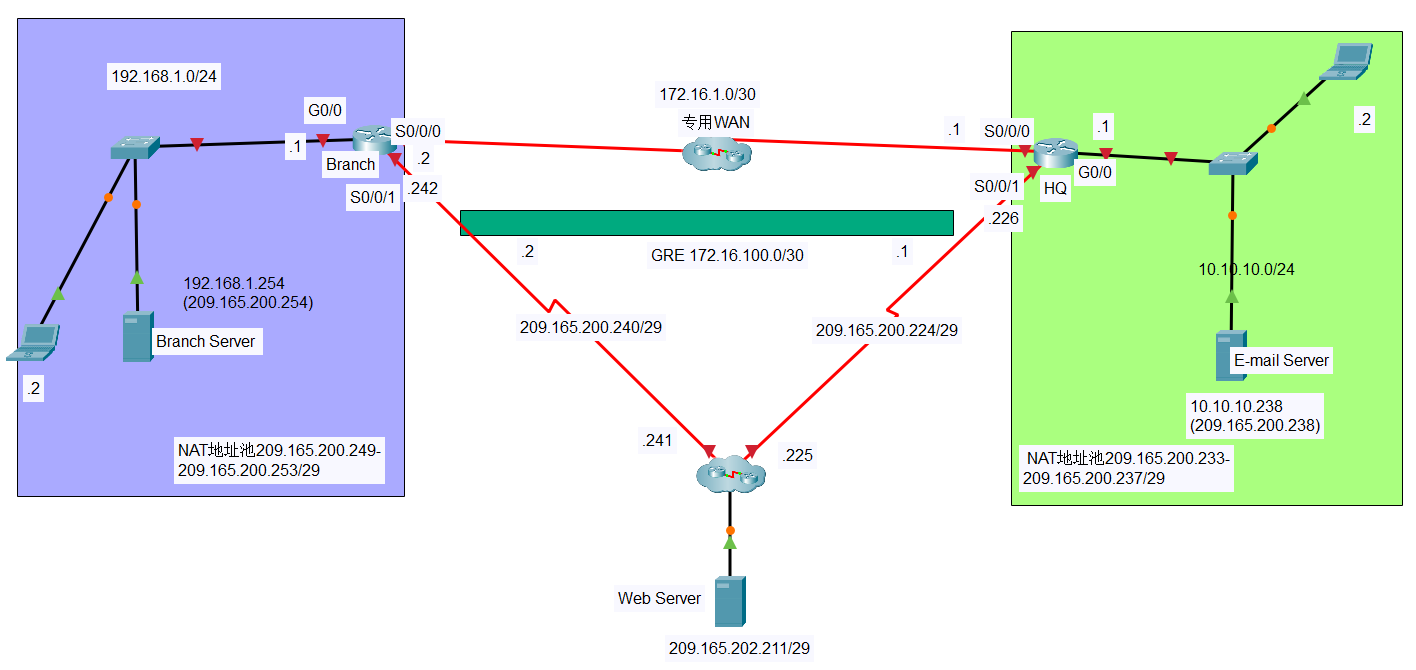 192.168.1.0/24
G0/0
.1
Branch
S0/0/0
.2
.242
S0/0/1
192.168.1.254
(209.165.200.254)
Branch Server
.2
NAT地址池209.165.200.249-
209.165.200.253/29
172.16.1.0/30
专用WAN
.1
S0/0/0
.1
G0/0
HQ
S0/0/1
.226
.2
GRE 172.16.100.0/30
.1
209.165.200.240/29
209.165.200.224/29
.241
.225
Web Server
209.165.202.211/29
.2
10.10.10.0/24
E-mail Server
10.10.10.238
(209.165.200.238)
NAT地址池209.165.200.233-
209.165.200.237/29